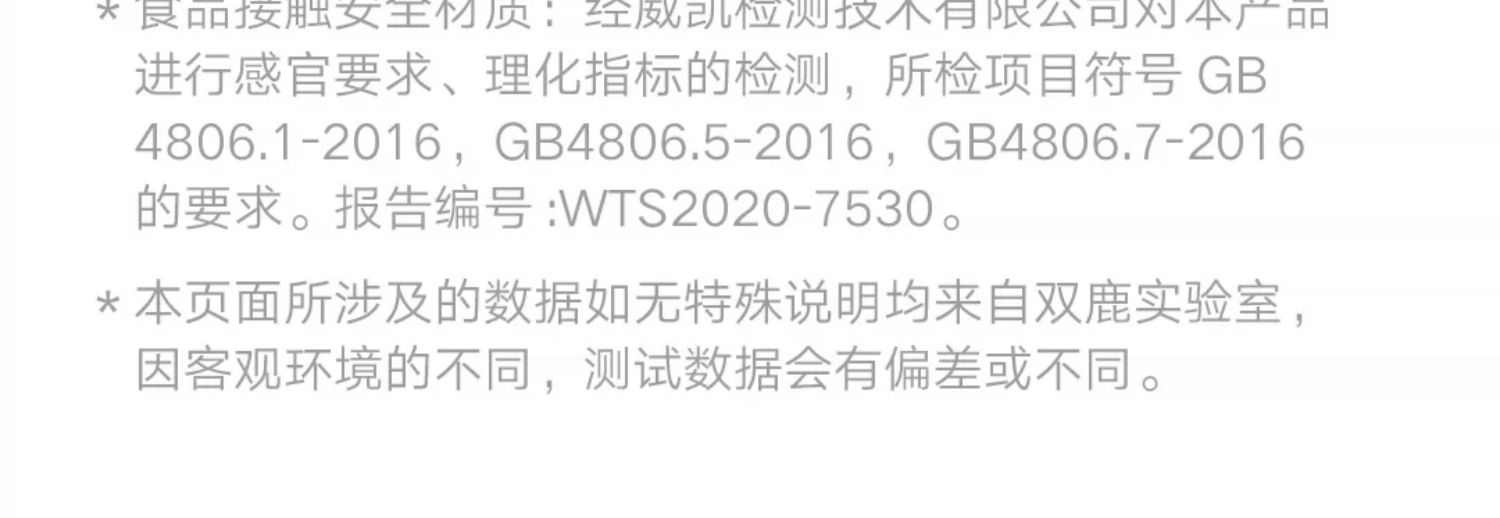 * 食品接触安全材质：经威凯检测技术有限公司对本产品
进行感官要求、理化指标的检测，所检项目符号 GB
4806.1-2016，GB4806.5-2016，GB4806.7-2016
的要求。报告编号 :WTS2020-7530。
* 本页面所涉及的数据如无特殊说明均来自双鹿实验室，
因客观环境的不同，测试数据会有偏差或不同。